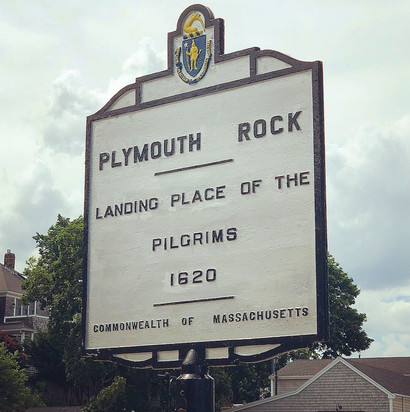 PLYMOUTH ROCK
LANDING PLACE OF THE
PILGRIMS
1620
COMMONWEALTH OF MASSACHUSETTS